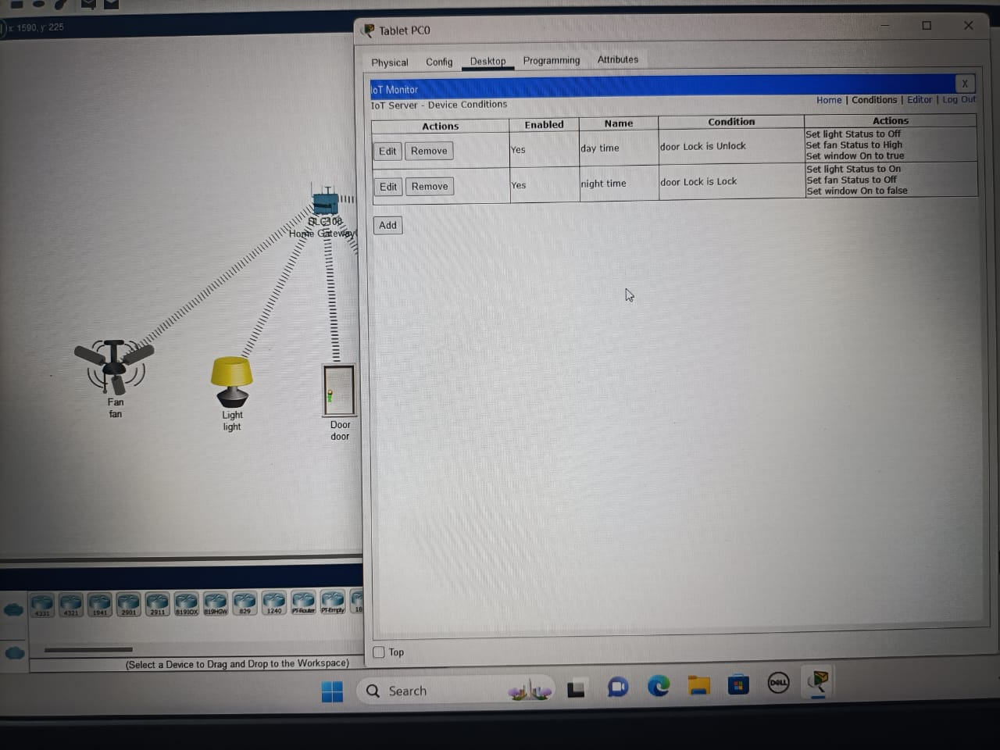 x: 1590, y: 225
Tablet PC0
Physical Config Desktop Programming Attributes
IoT Monitor
X
IoT Server - Device Conditions
Home | Conditions | Editor | Log Out
Actions Enabled Name Condition Actions
Edit Remove Yes day time door Lock is Unlock
Set light Status to Off
Set fan Status to High
Set window On to true
Edit Remove Yes night time door Lock is Lock
Set light Status to On
Set fan Status to Off
Set window On to false
Add
DLC100
Home Gateway
Fan
fan
Light
light
Door
door
4331 4321 1941 2901 2911 819IOX 819HGW 829 1240 PT-Router PT-Empty 18
(Select a Device to Drag and Drop to the Workspace)
Top
Search
DELL